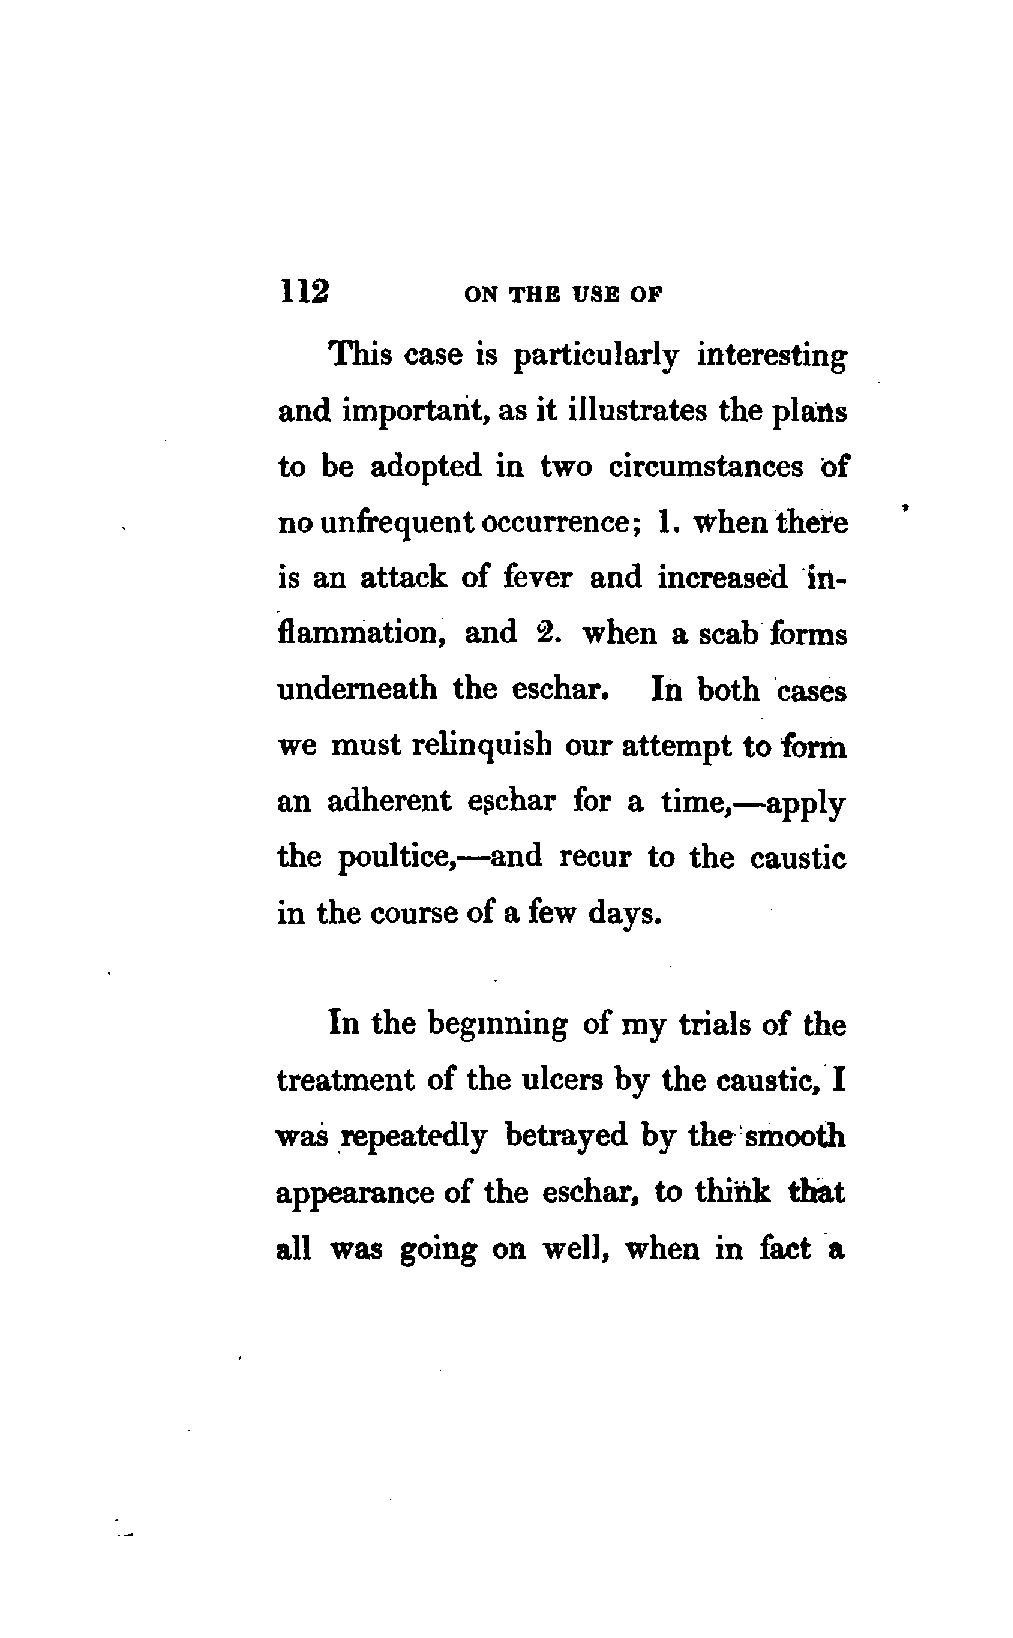 112 ON THE USE OF
This case is particularly interesting
and important, as it illustrates the plans
to be adopted in two circumstances of
no unfrequent occurrence; 1. when there
is an attack of fever and increased in-
flammation, and 2. when a scab forms
underneath the eschar. In both cases
we must relinquish our attempt to form
an adherent eschar for a time,—apply
the poultice,—and recur to the caustic
in the course of a few days.
In the beginning of my trials of the
treatment of the ulcers by the caustic, I
was repeatedly betrayed by the smooth
appearance of the eschar, to think that
all was going on well, when in fact a